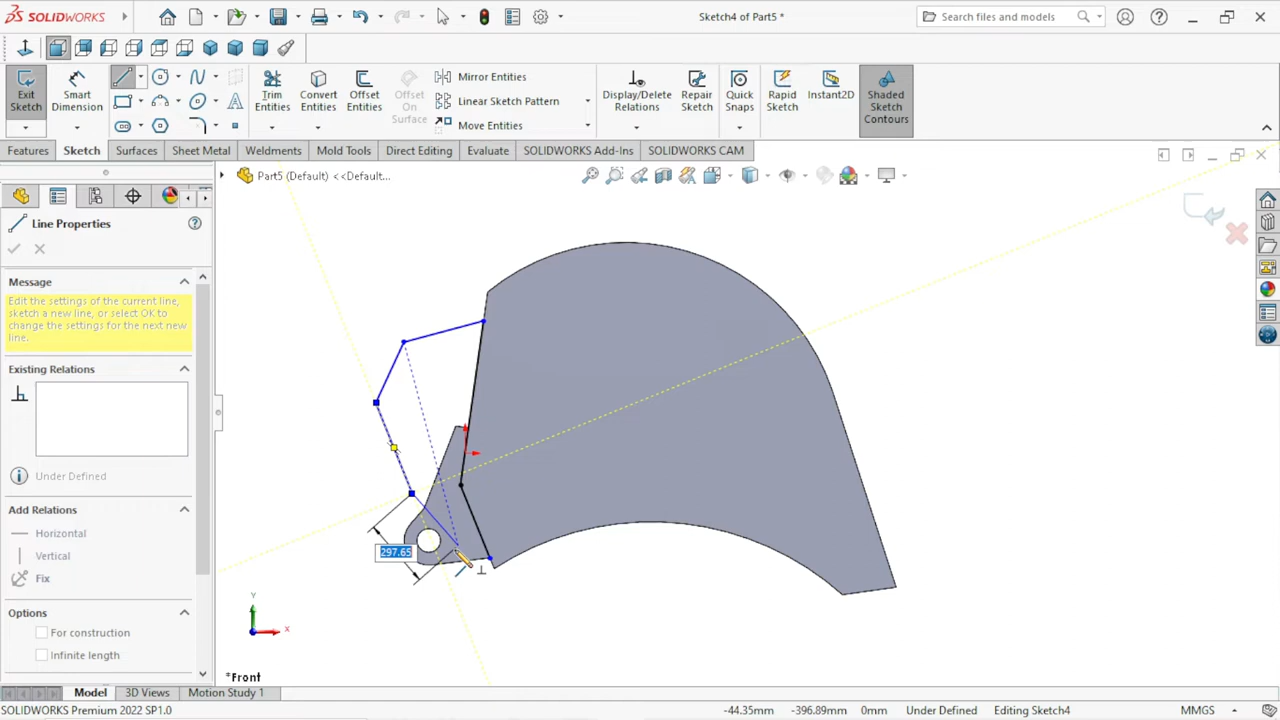 SOLIDWORKS
Sketch4 of Part5 *
Search files and models
Exit Sketch
Smart Dimension
Trim Entities
Convert Entities
Offset Entities
Offset On Surface
Mirror Entities
Linear Sketch Pattern
Move Entities
Display/Delete Relations
Repair Sketch
Quick Snaps
Rapid Sketch
Instant2D
Shaded Sketch Contours
Features Sketch Surfaces Sheet Metal Weldments Mold Tools Direct Editing Evaluate SOLIDWORKS Add-Ins SOLIDWORKS CAM
Part5 (Default) <<Default...
Line Properties
Message
Edit the settings of the current line,
sketch a new line, or select OK to
change the settings for the next new
line.
Existing Relations
Under Defined
Add Relations
Horizontal
Vertical
Fix
Options
For construction
Infinite length
297.65
Y
X
*Front
Model 3D Views Motion Study 1
SOLIDWORKS Premium 2022 SP1.0
-44.35mm -396.89mm 0mm Under Defined Editing Sketch4 MMGS